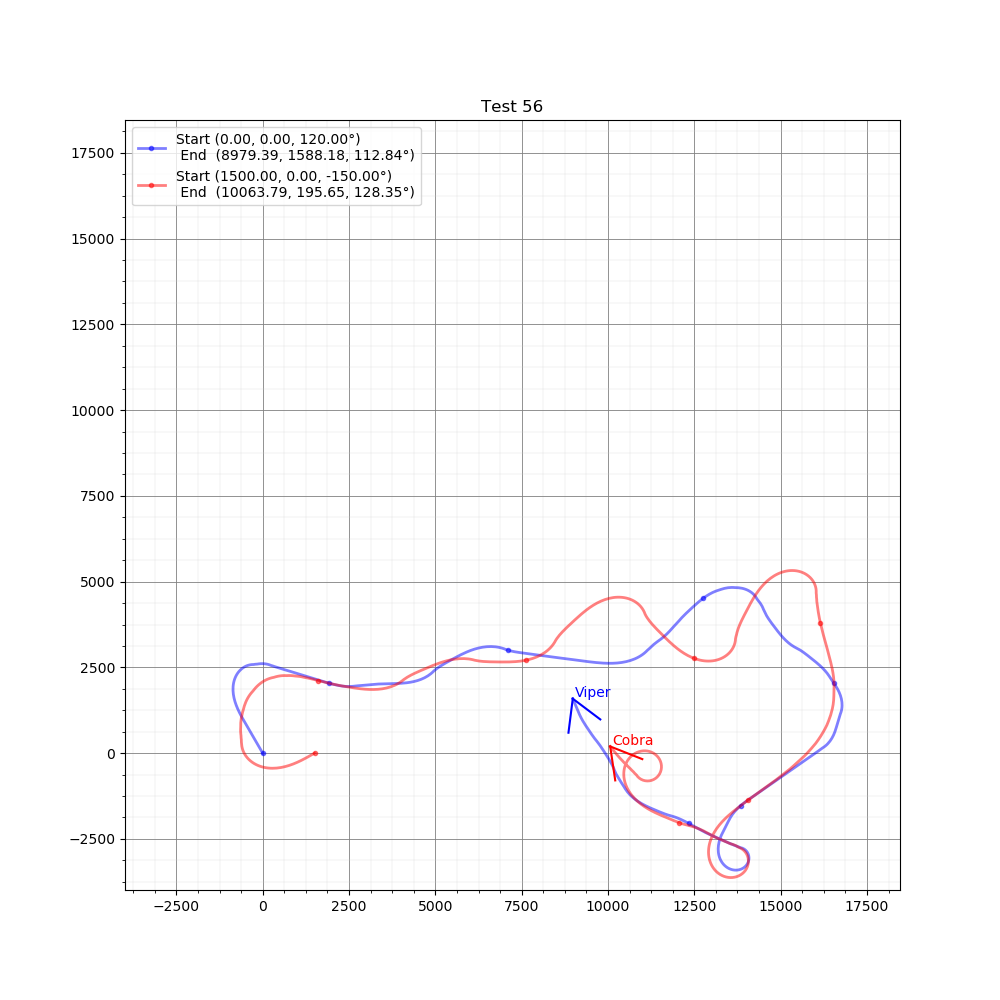 Test 56
Start (0.00, 0.00, 120.00°)
End (8979.39, 1588.18, 112.84°)
Start (1500.00, 0.00, -150.00°)
End (10063.79, 195.65, 128.35°)
17500
15000
12500
10000
7500
5000
2500
0
−2500
Viper
Cobra
−2500 0 2500 5000 7500 10000 12500 15000 17500